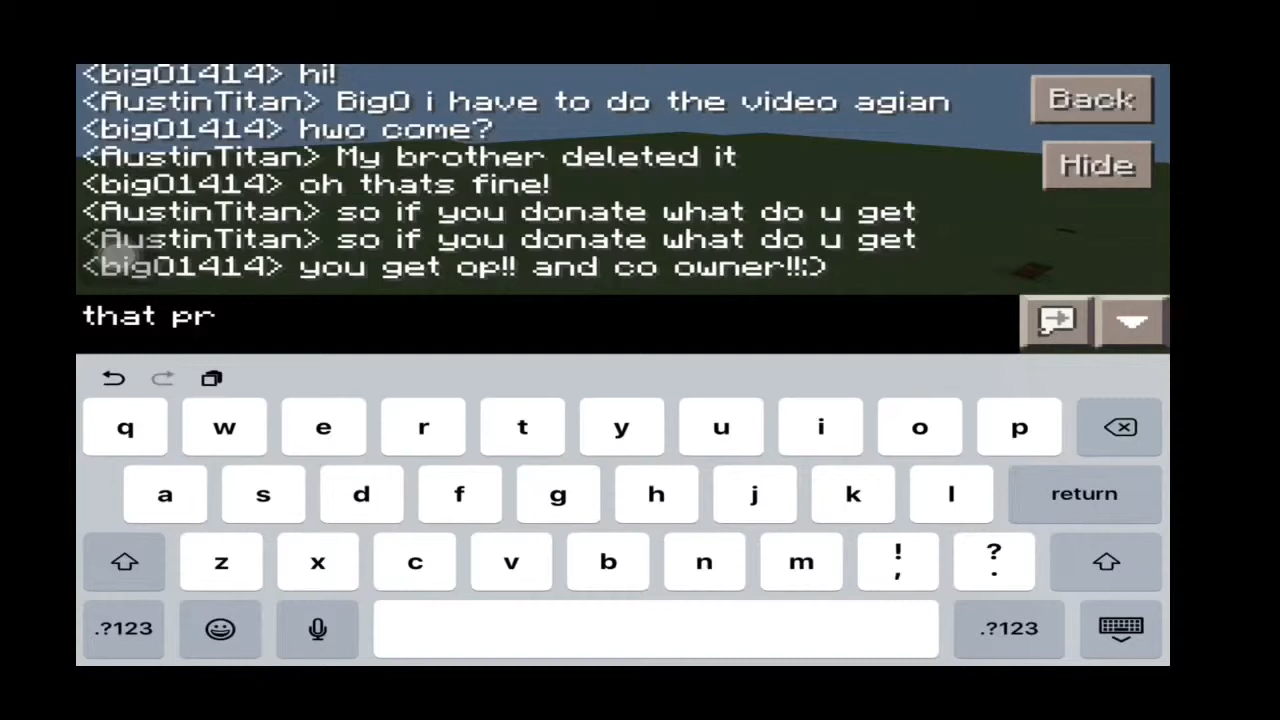 <big01414> hi!
<AustinTitan> BigO i have to do the video agian
<big01414> hwo come?
<AustinTitan> My brother deleted it
<big01414> oh thats fine!
<AustinTitan> so if you donate what do u get
<AustinTitan> so if you donate what do u get
<big01414> you get op!! and co owner!!:)
Back
Hide
that pr
q w e r t y u i o p
a s d f g h j k l return
z x c v b n m ! , ? .
.?123 .?123